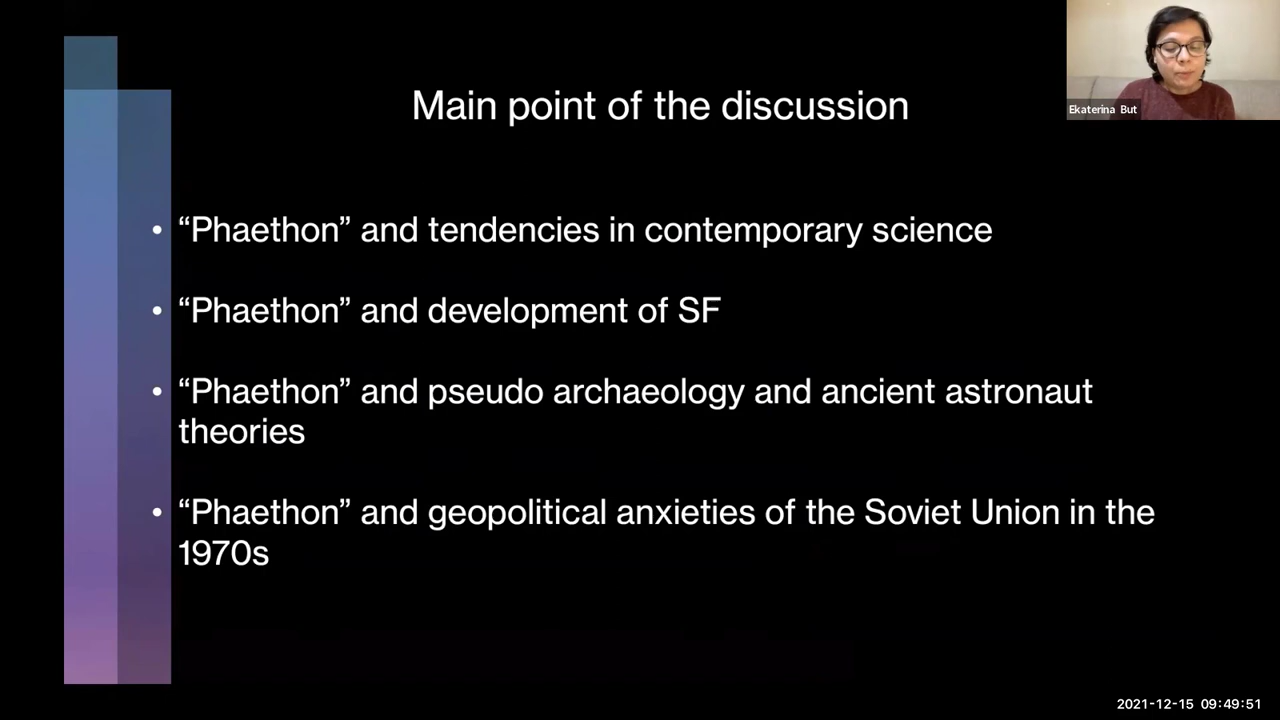 Main point of the discussion
Ekaterina But
• “Phaethon” and tendencies in contemporary science
• “Phaethon” and development of SF
• “Phaethon” and pseudo archaeology and ancient astronaut
theories
• “Phaethon” and geopolitical anxieties of the Soviet Union in the
1970s
2021-12-15 09:49:51